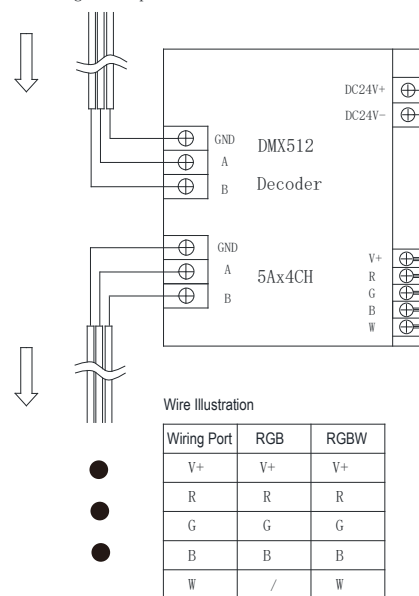 DC24V+
GND
DMX512
DC24V-
A
B
Decoder
GND
V+
A
5Ax4CH
R
G
B
B
W
Wire Illustration
Wiring Port RGB RGBW
V+ V+ V+
R R R
G G G
B B B
W / W